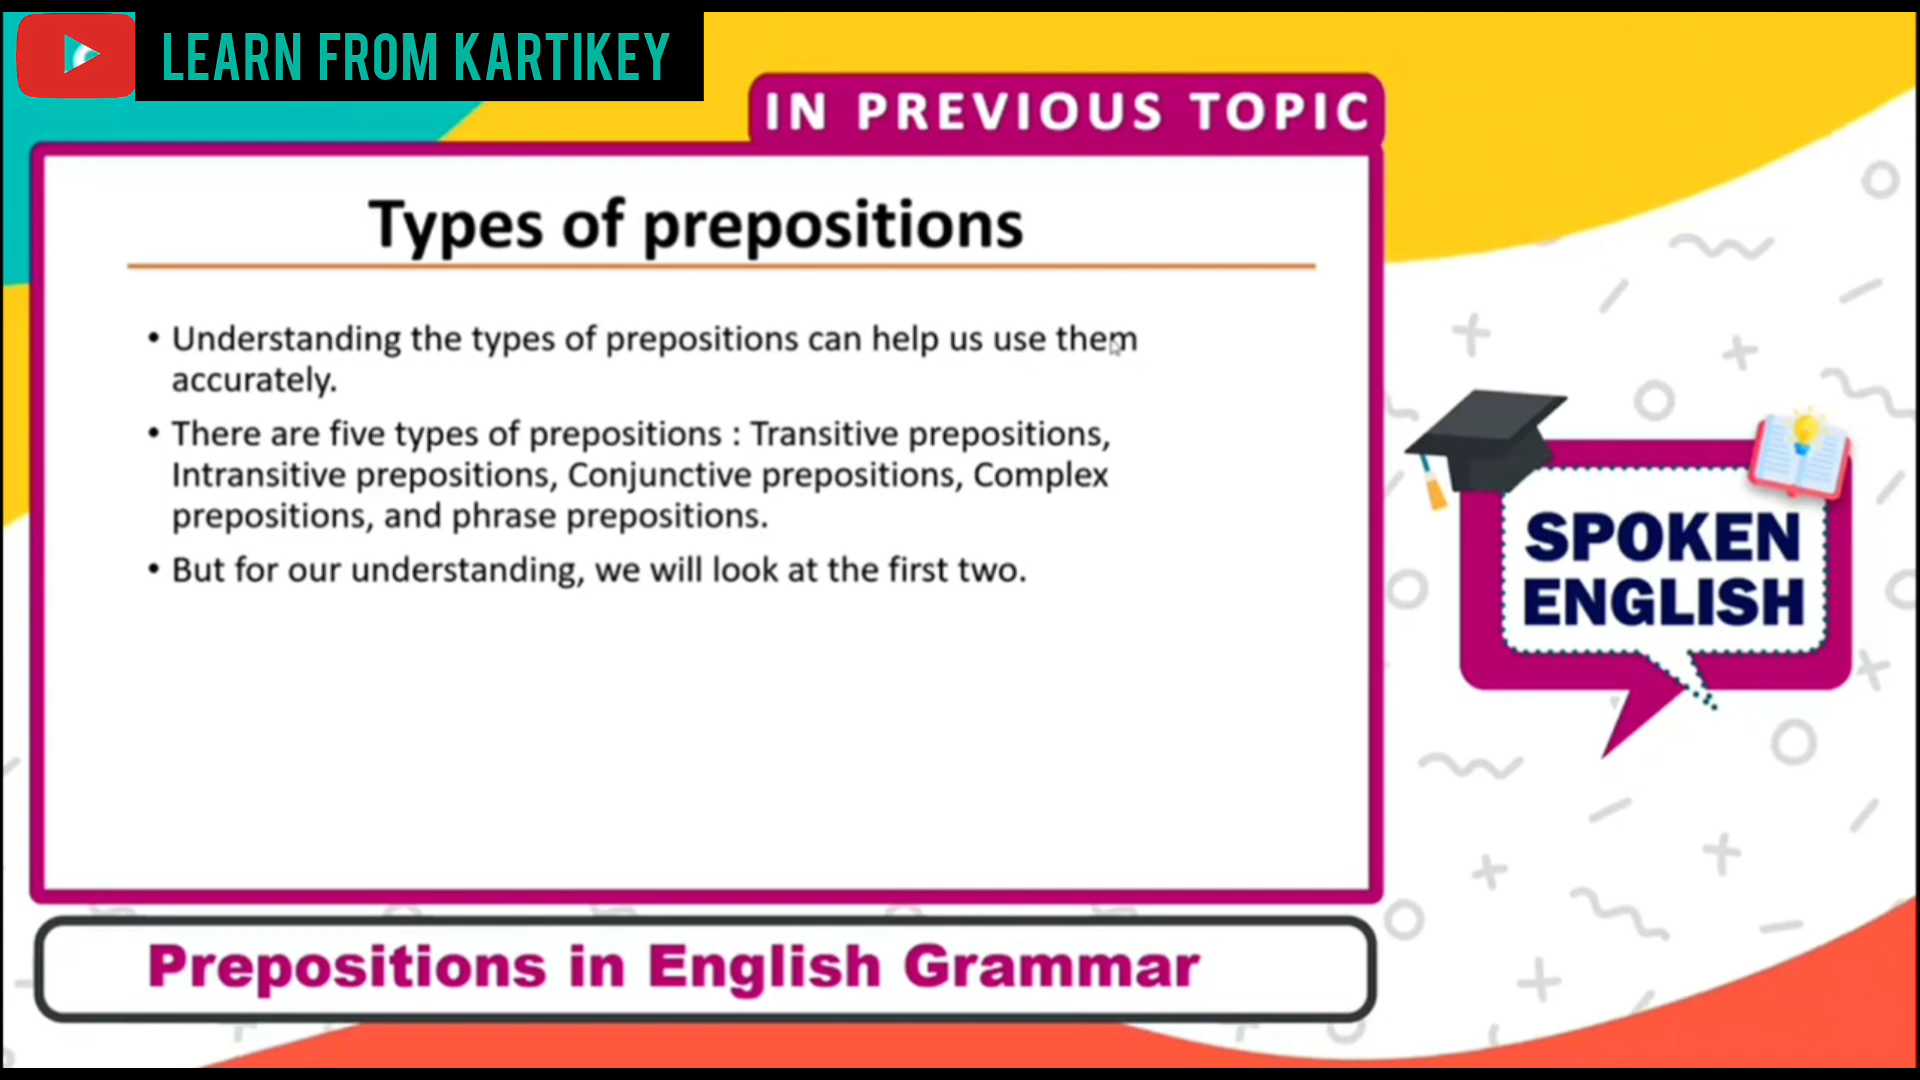 LEARN FROM KARTIKEY
IN PREVIOUS TOPIC
Types of prepositions
• Understanding the types of prepositions can help us use them
accurately.
• There are five types of prepositions : Transitive prepositions,
Intransitive prepositions, Conjunctive prepositions, Complex
prepositions, and phrase prepositions.
• But for our understanding, we will look at the first two.
SPOKEN
ENGLISH
Prepositions in English Grammar